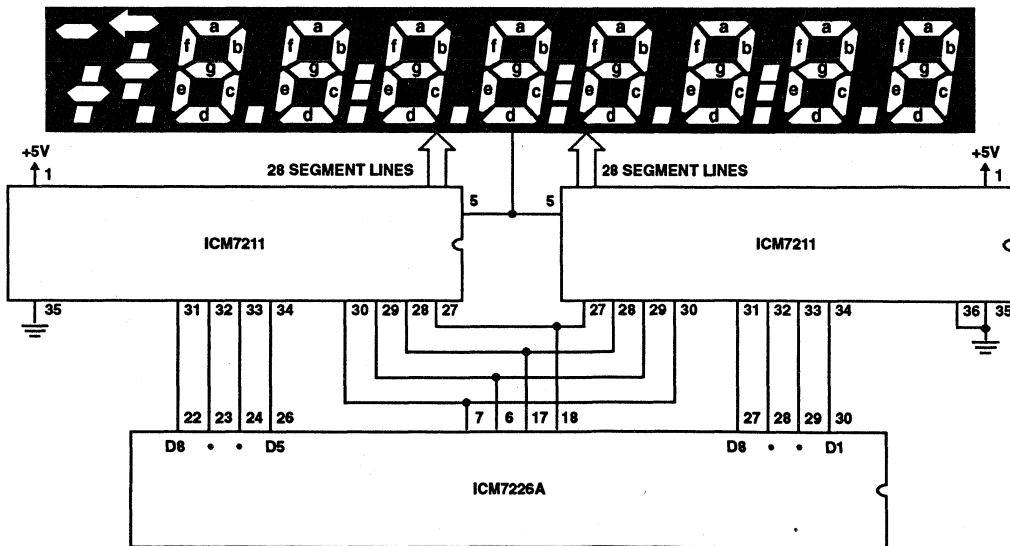 a a a a a a a a
f b f b f b f b f b f b f b f b
g g g g g g g g
e c e c e c e c e c e c e c e c
d d d d d d d d
+5V
1
28 SEGMENT LINES
28 SEGMENT LINES
+5V
1
5 5
ICM7211
ICM7211
35 31 32 33 34 30 29 28 27 27 28 29 30 31 32 33 34 36 35
22 23 24 26 7 6 17 18 27 28 29 30
D8 D5 D8 D1
ICM7226A